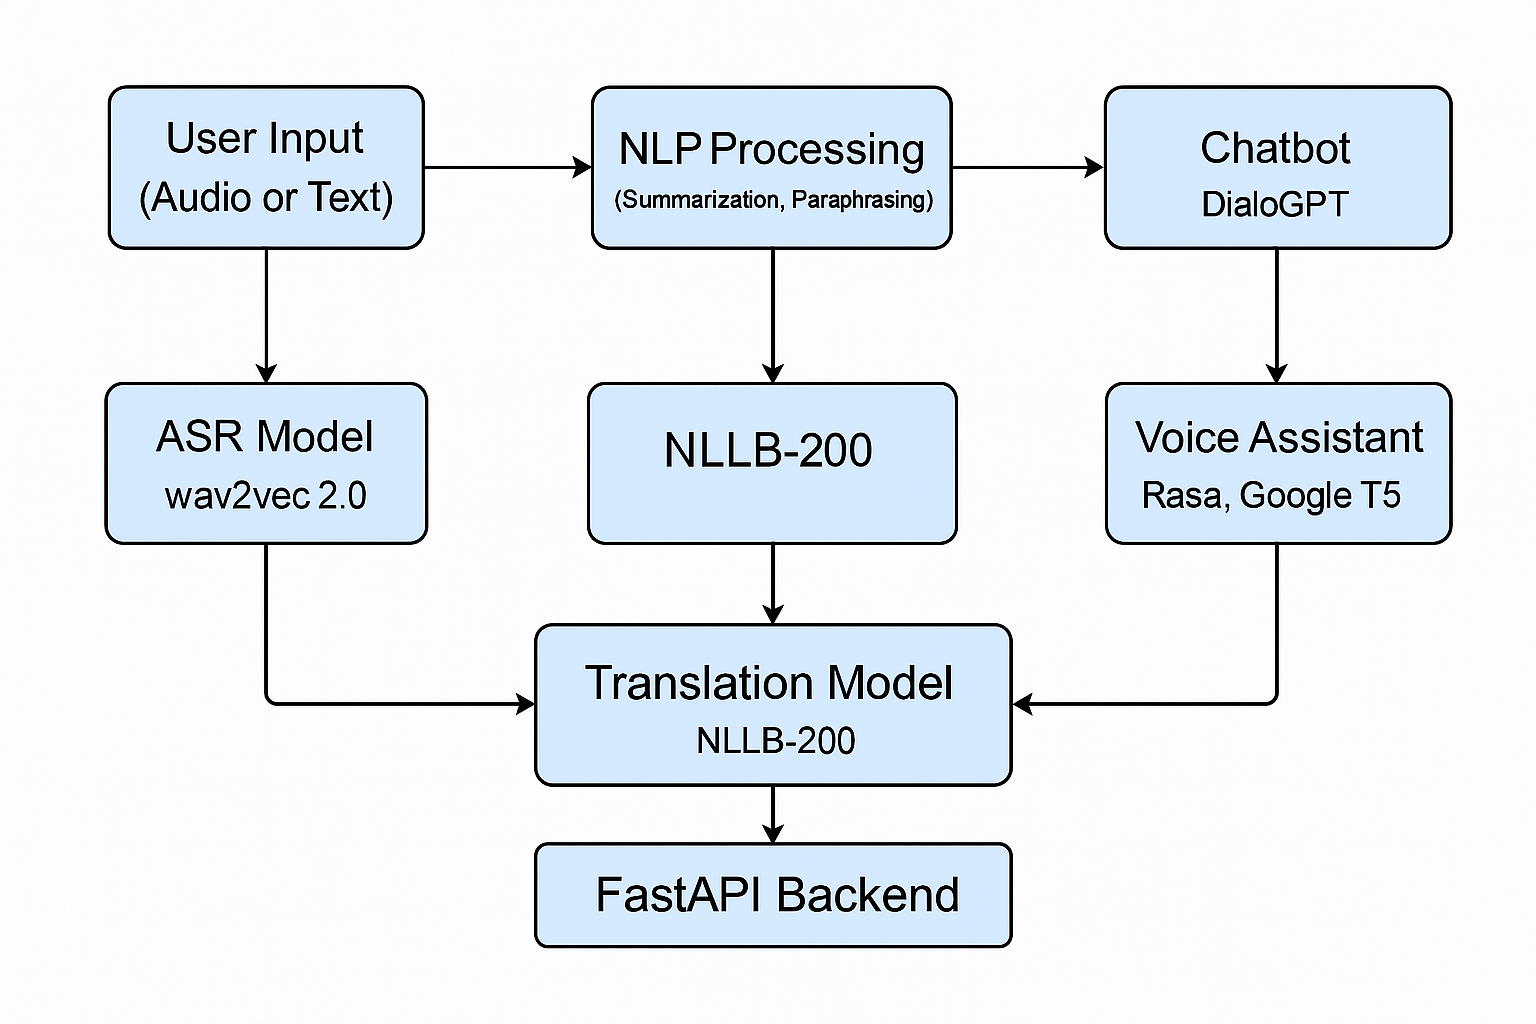 User Input
(Audio or Text)
NLP Processing
(Summarization, Paraphrasing)
Chatbot
DialoGPT
ASR Model
wav2vec 2.0
NLLB-200
Voice Assistant
Rasa, Google T5
Translation Model
NLLB-200
FastAPI Backend